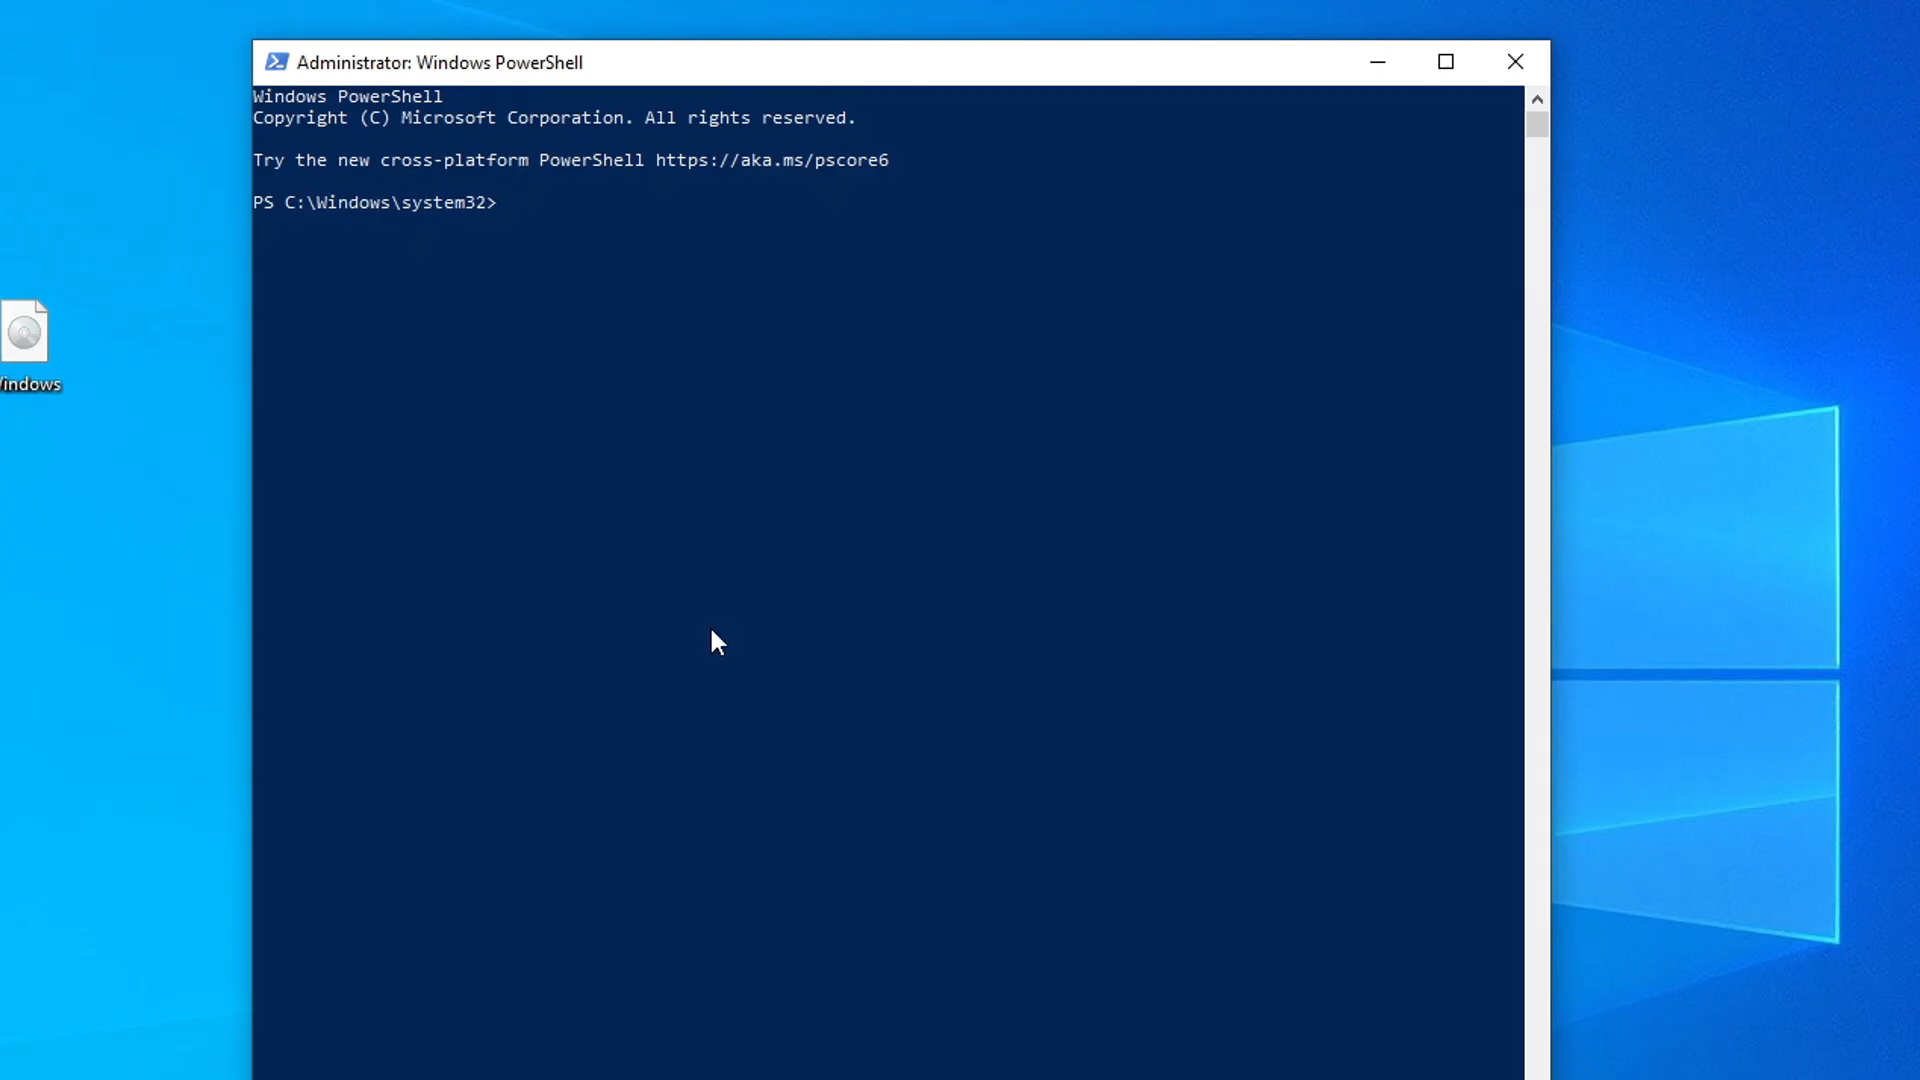 Administrator: Windows PowerShell
Windows PowerShell
Copyright (C) Microsoft Corporation. All rights reserved.
Try the new cross-platform PowerShell https://aka.ms/pscore6
PS C:\Windows\system32>
indows